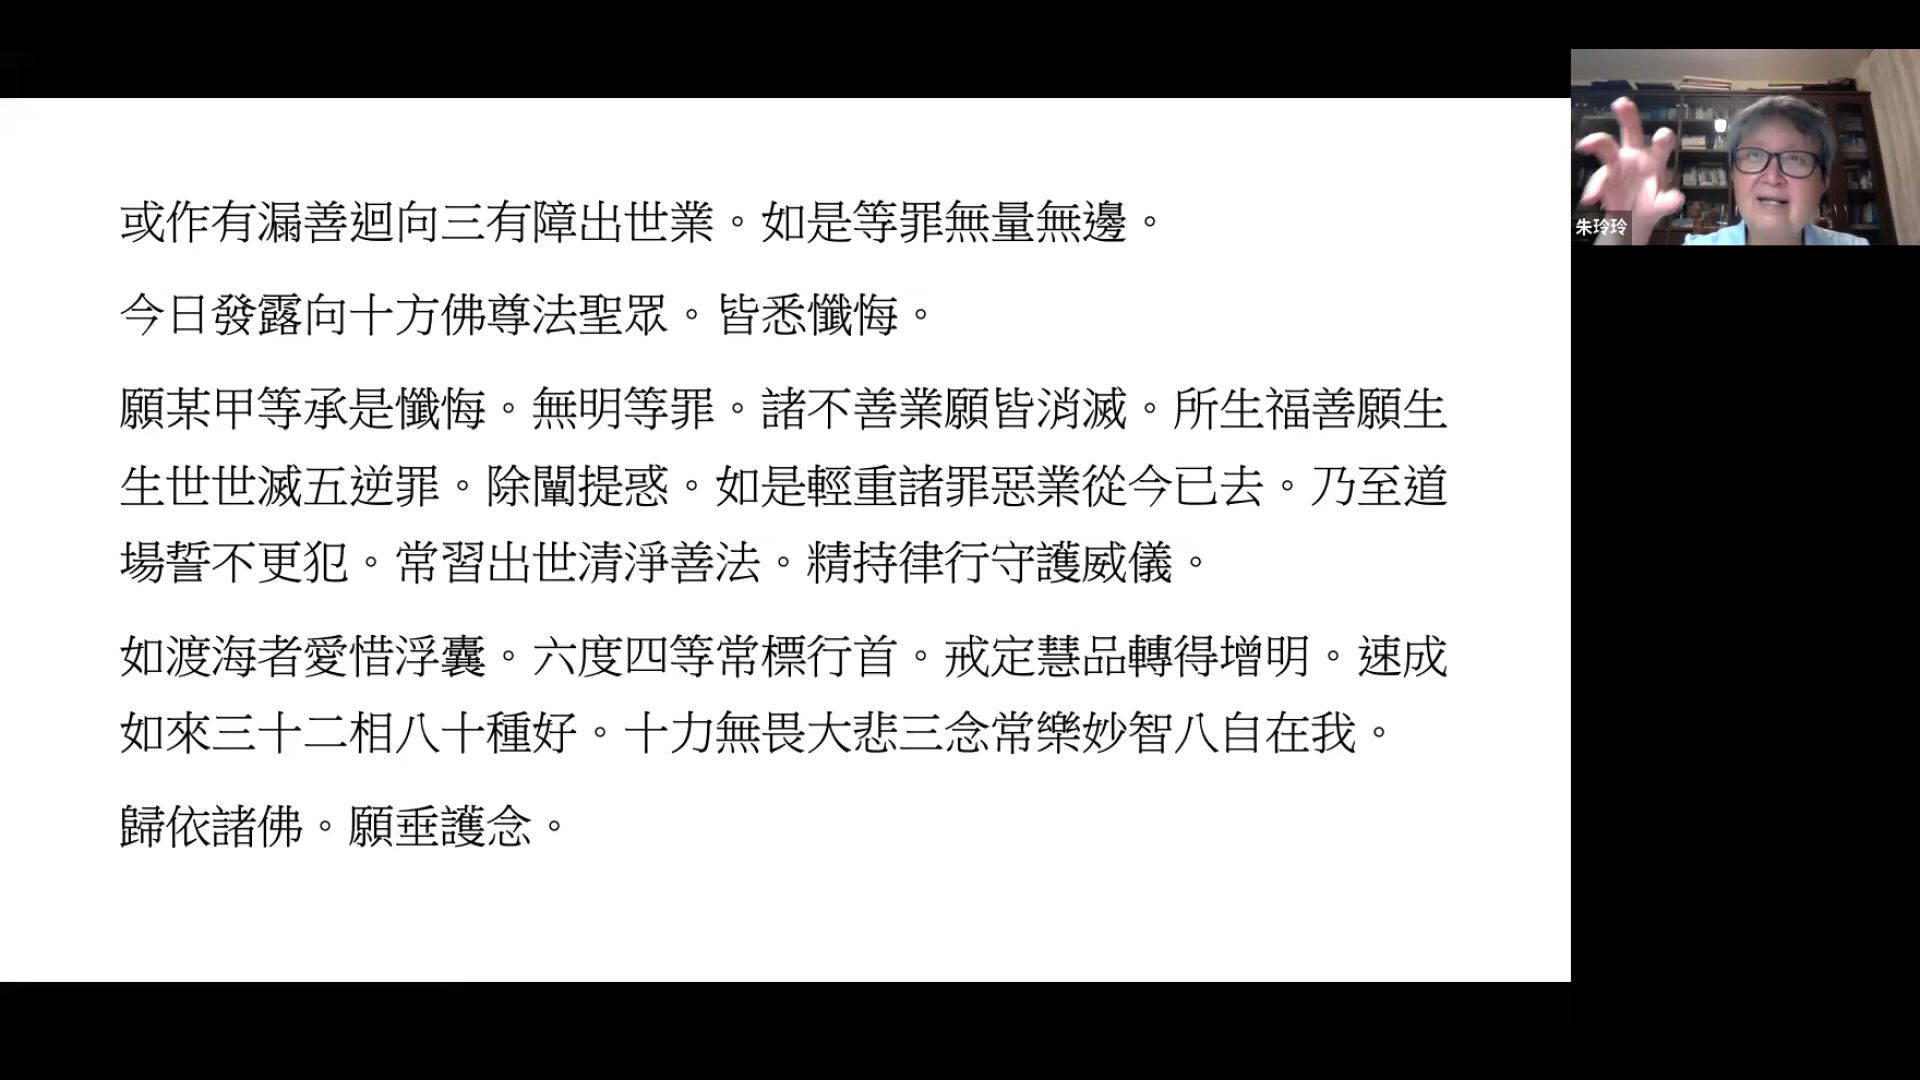 或作有漏善迴向三有障出世業。如是等罪無量無邊。
今日發露向十方佛尊法聖眾。皆悉懺悔。
願某甲等承是懺悔。無明等罪。諸不善業願皆消滅。所生福善願生
生世世滅五逆罪。除闡提惑。如是輕重諸罪惡業從今已去。乃至道
場誓不更犯。常習出世清淨善法。精持律行守護威儀。
如渡海者愛惜浮囊。六度四等常標行首。戒定慧品轉得增明。速成
如來三十二相八十種好。十力無畏大悲三念常樂妙智八自在我。
歸依諸佛。願垂護念。
朱玲玲